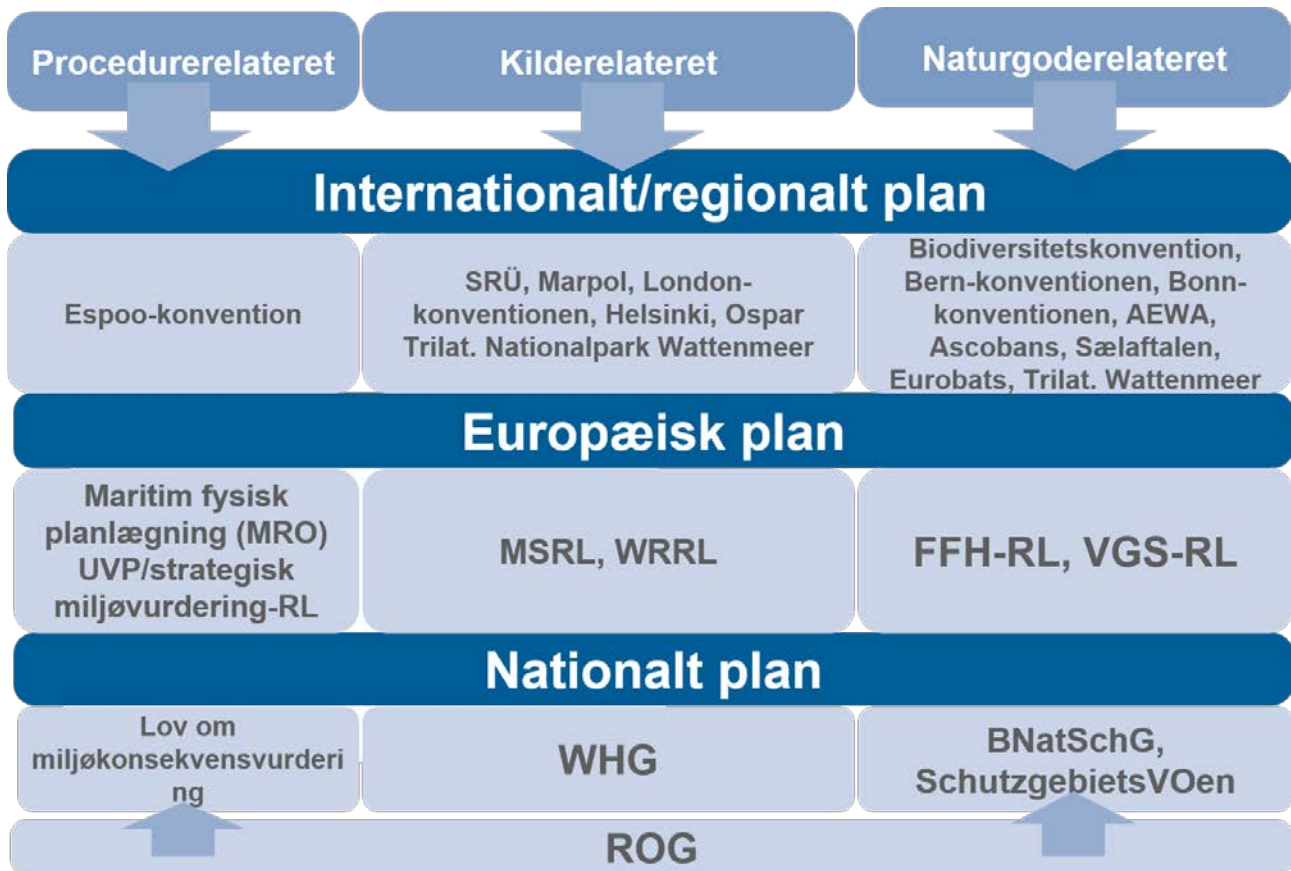 Procedurerelateret
Kilderelateret
Naturgoderelateret
Internationalt/regionalt plan
Espoo-konvention
SRÜ, Marpol, London-
konventionen, Helsinki, Ospar
Trilat. Nationalpark Wattenmeer
Biodiversitetskonvention,
Bern-konventionen, Bonn-
konventionen, AEWA,
Ascobans, Sælaftalen,
Eurobats, Trilat. Wattenmeer
Europæisk plan
Maritim fysisk
planlægning (MRO)
UVP/strategisk
miljøvurdering-RL
MSRL, WRRL
FFH-RL, VGS-RL
Nationalt plan
Lov om
miljøkonsekvensvurderi
ng
WHG
BNatSchG,
SchutzgebietsVOen
ROG